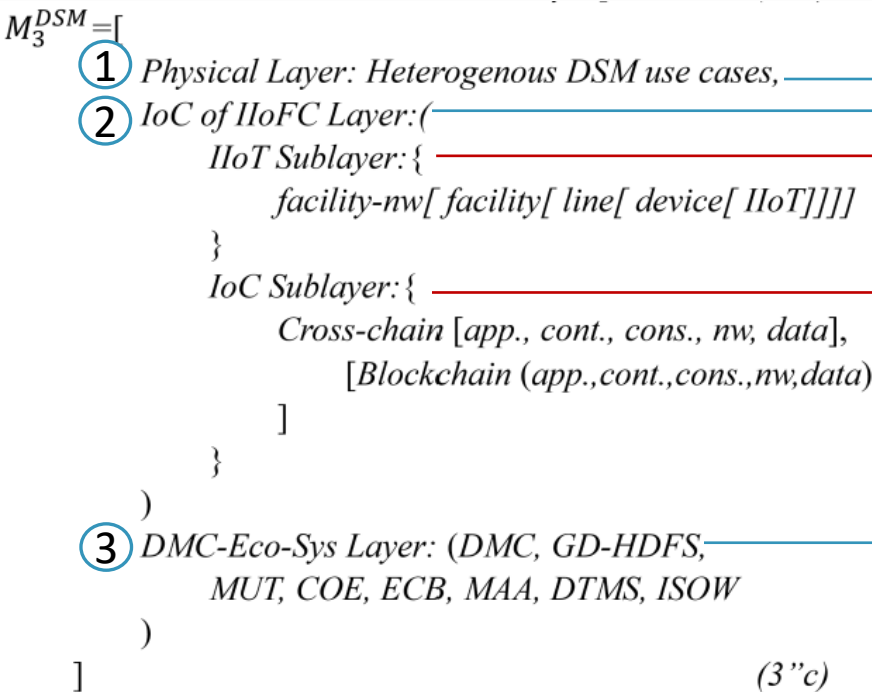 M₃ᴰˢᴹ=[
① Physical Layer: Heterogenous DSM use cases,
② IoC of IIoFC Layer:(
IIoT Sublayer:{
facility-nw[ facility[ line[ device[ IIoT]]]]
}
IoC Sublayer:{
Cross-chain [app., cont., cons., nw, data],
[Blockchain (app.,cont.,cons.,nw,data)
]
}
)
③ DMC-Eco-Sys Layer: (DMC, GD-HDFS,
MUT, COE, ECB, MAA, DTMS, ISOW
)
] (3”c)